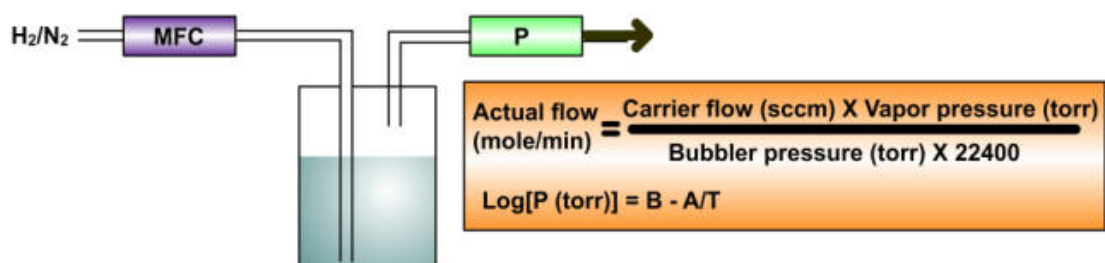 H₂/N₂
MFC
P
Actual flow
(mole/min)
=
Carrier flow (sccm) X Vapor pressure (torr)
Bubbler pressure (torr) X 22400
Log[P (torr)] = B - A/T